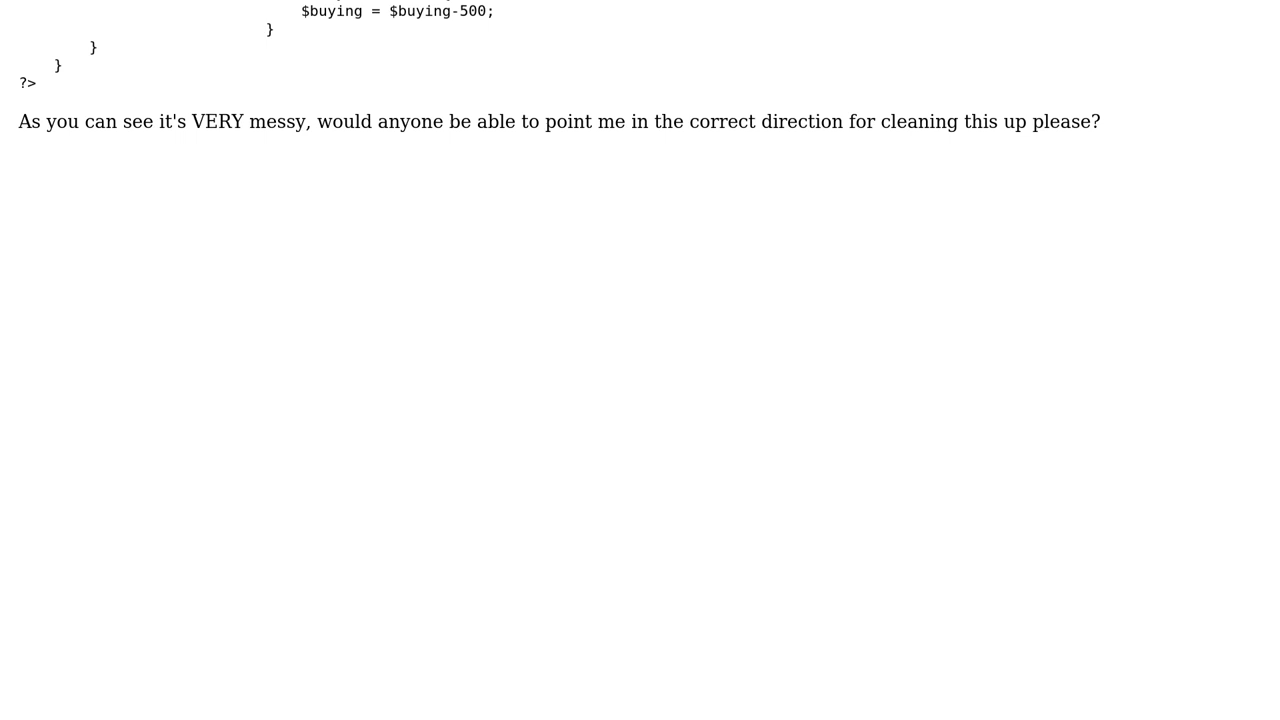 $buying = $buying-500;
}
}
}
?>
As you can see it's VERY messy, would anyone be able to point me in the correct direction for cleaning this up please?